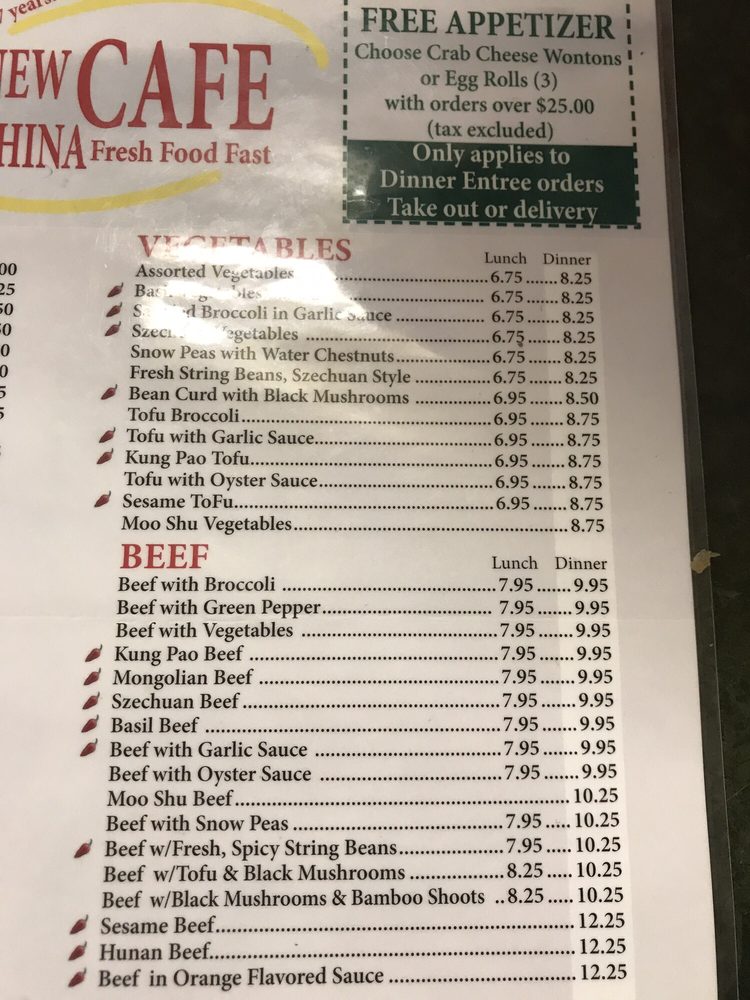 years
NEW CAFE
HINA Fresh Food Fast
FREE APPETIZER
Choose Crab Cheese Wontons
or Egg Rolls (3)
with orders over $25.00
(tax excluded)
Only applies to
Dinner Entree orders
Take out or delivery
VEGETABLES Lunch Dinner
Assorted Vegetables 6.75 8.25
Basil Vegetables 6.75 8.25
Broccoli in Garlic Sauce 6.75 8.25
Szechuan Vegetables 6.75 8.25
Snow Peas with Water Chestnuts 6.75 8.25
Fresh String Beans, Szechuan Style 6.75 8.25
Bean Curd with Black Mushrooms 6.95 8.50
Tofu Broccoli 6.95 8.75
Tofu with Garlic Sauce 6.95 8.75
Kung Pao Tofu 6.95 8.75
Tofu with Oyster Sauce 6.95 8.75
Sesame ToFu 6.95 8.75
Moo Shu Vegetables 8.75
BEEF Lunch Dinner
Beef with Broccoli 7.95 9.95
Beef with Green Pepper 7.95 9.95
Beef with Vegetables 7.95 9.95
Kung Pao Beef 7.95 9.95
Mongolian Beef 7.95 9.95
Szechuan Beef 7.95 9.95
Basil Beef 7.95 9.95
Beef with Garlic Sauce 7.95 9.95
Beef with Oyster Sauce 7.95 9.95
Moo Shu Beef 10.25
Beef with Snow Peas 7.95 10.25
Beef w/Fresh, Spicy String Beans 7.95 10.25
Beef w/Tofu & Black Mushrooms 8.25 10.25
Beef w/Black Mushrooms & Bamboo Shoots 8.25 10.25
Sesame Beef 12.25
Hunan Beef 12.25
Beef in Orange Flavored Sauce 12.25